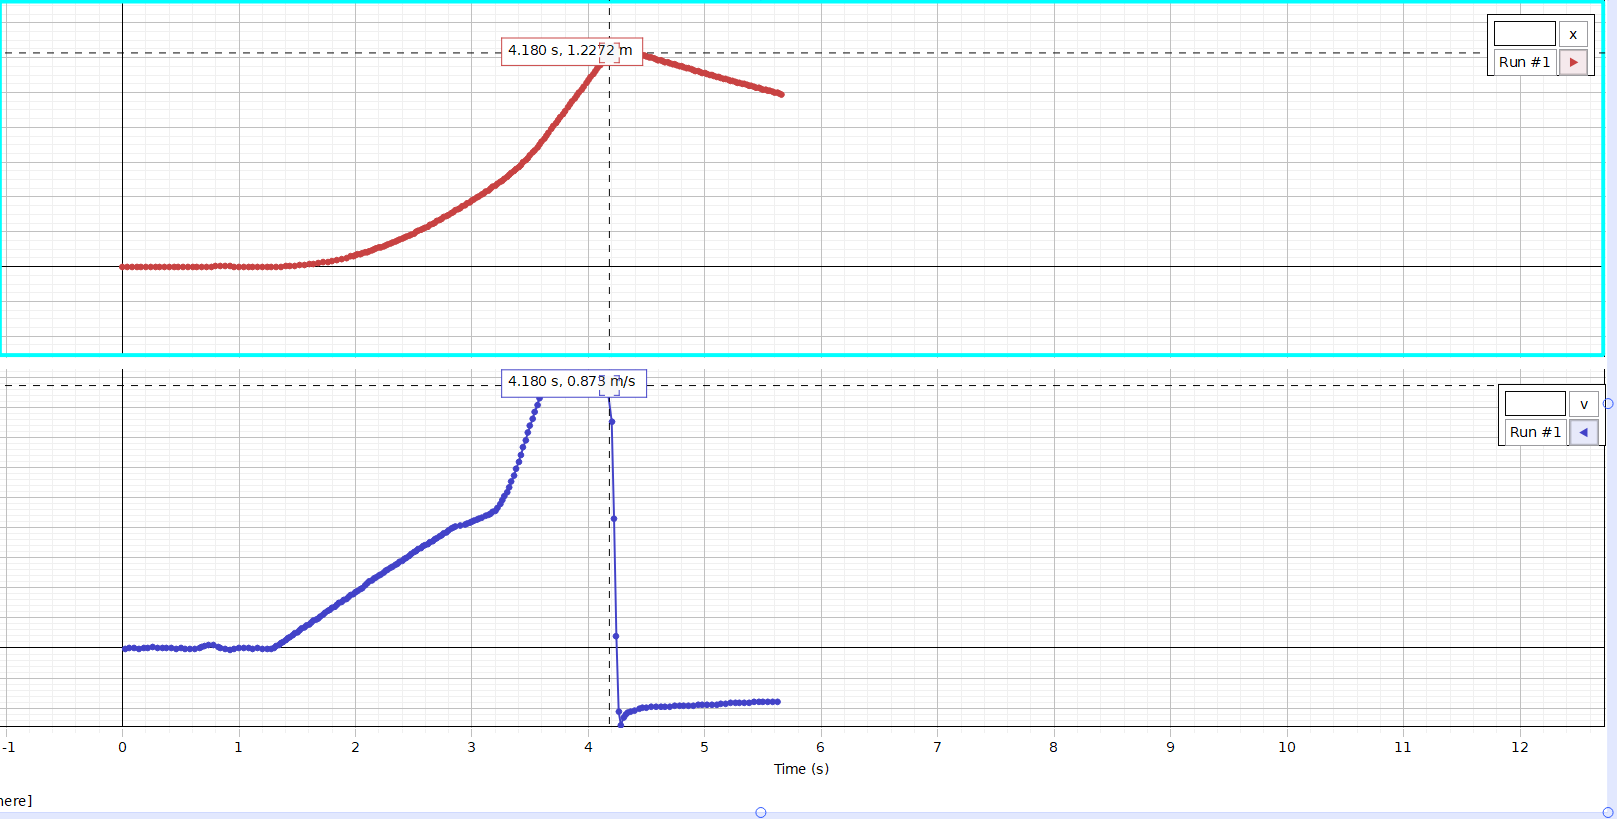 4.180 s, 1.2272 m
x
Run #1
4.180 s, 0.873 m/s
v
Run #1
-1 0 1 2 3 4 5 6 7 8 9 10 11 12
Time (s)
here]